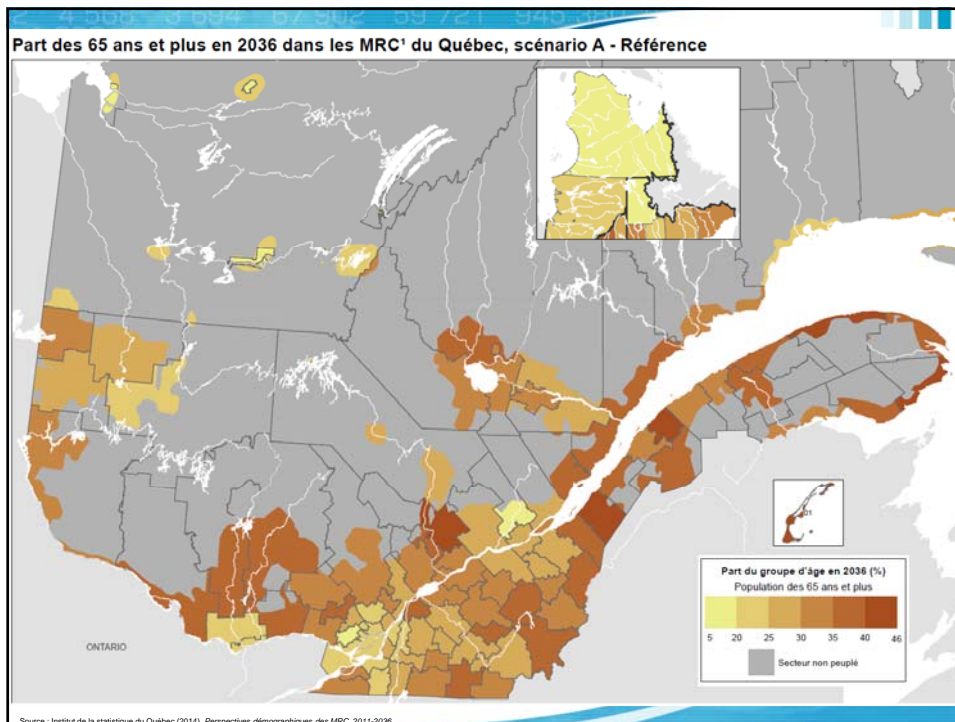 Part des 65 ans et plus en 2036 dans les MRC¹ du Québec, scénario A - Référence
01
Part du groupe d'âge en 2036 (%)
Population des 65 ans et plus
5 20 25 30 35 40 46
Secteur non peuplé
ONTARIO
Source : Institut de la statistique du Québec (2014), Perspectives démographiques des MRC, 2011-2036